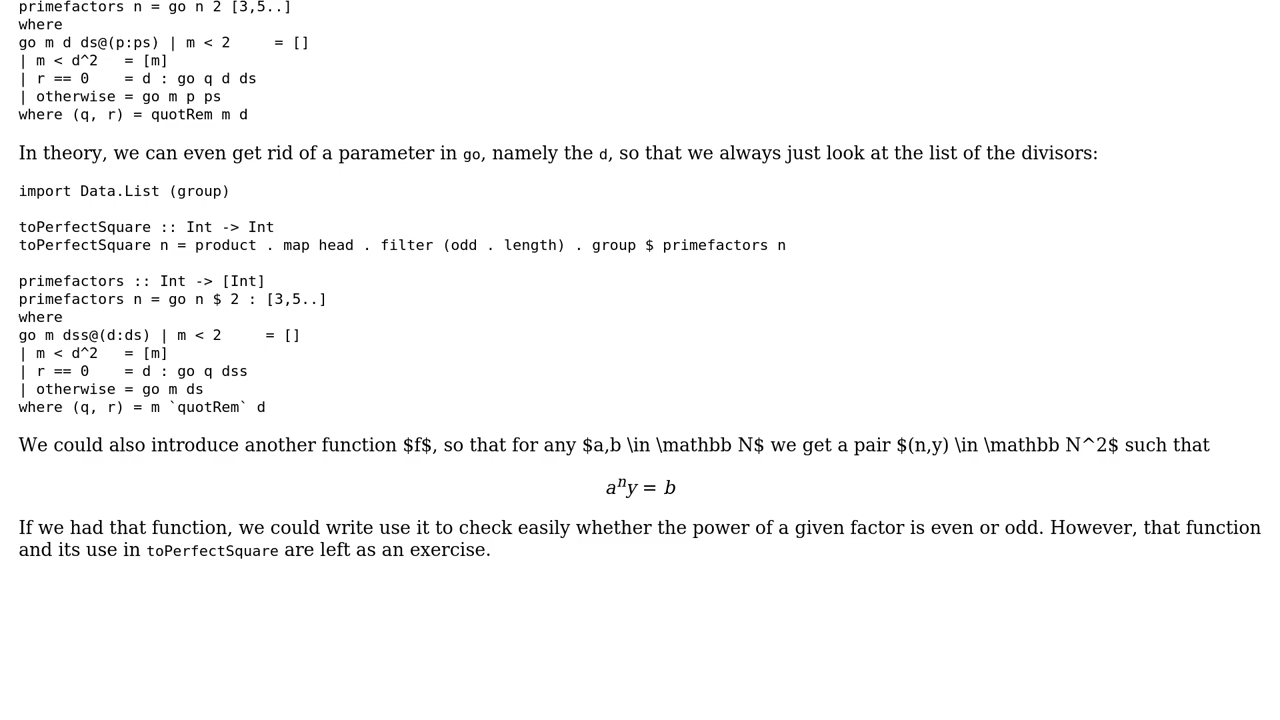 primefactors n = go n 2 [3,5..]
where
go m d ds@(p:ps) | m < 2     = []
| m < d^2   = [m]
| r == 0    = d : go q d ds
| otherwise = go m p ps
where (q, r) = quotRem m d
In theory, we can even get rid of a parameter in go, namely the d, so that we always just look at the list of the divisors:
import Data.List (group)
toPerfectSquare :: Int -> Int
toPerfectSquare n = product . map head . filter (odd . length) . group $ primefactors n
primefactors :: Int -> [Int]
primefactors n = go n $ 2 : [3,5..]
where
go m dss@(d:ds) | m < 2     = []
| m < d^2   = [m]
| r == 0    = d : go q dss
| otherwise = go m ds
where (q, r) = m `quotRem` d
We could also introduce another function $f$, so that for any $a,b \in \mathbb N$ we get a pair $(n,y) \in \mathbb N^2$ such that
aⁿy = b
If we had that function, we could write use it to check easily whether the power of a given factor is even or odd. However, that function
and its use in toPerfectSquare are left as an exercise.